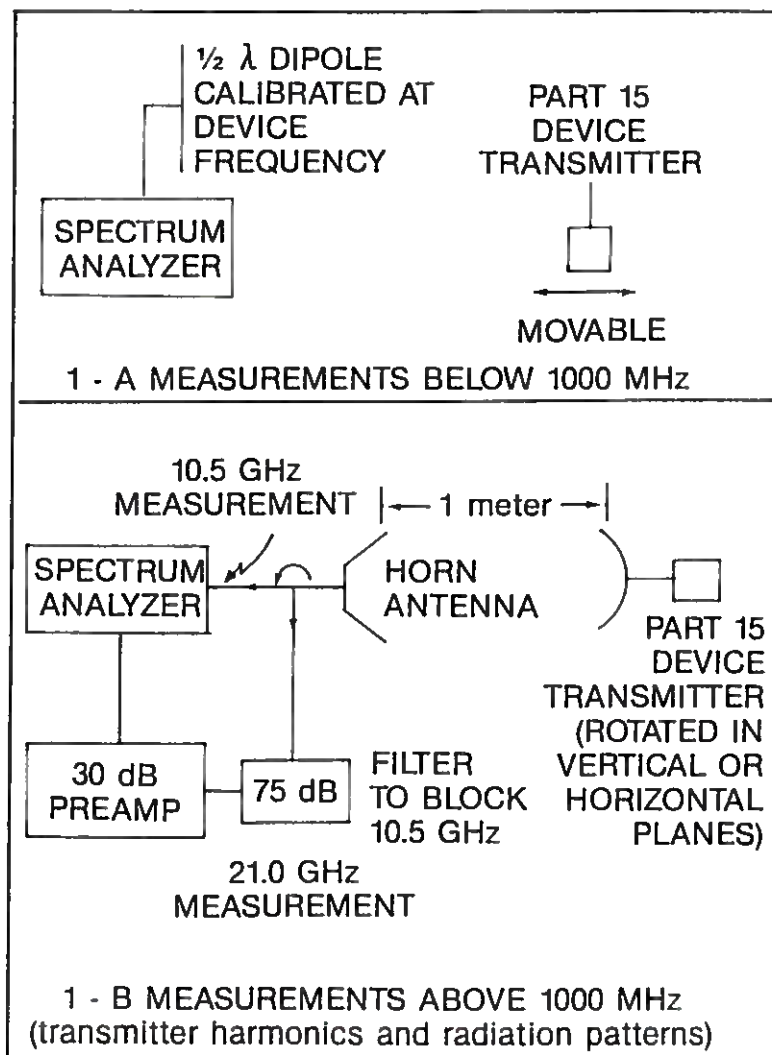 ½ λ DIPOLE
CALIBRATED AT
DEVICE
FREQUENCY
PART 15
DEVICE
TRANSMITTER
SPECTRUM
ANALYZER
MOVABLE
1 - A MEASUREMENTS BELOW 1000 MHz
10.5 GHz
MEASUREMENT
1 meter
SPECTRUM
ANALYZER
HORN
ANTENNA
PART 15
DEVICE
TRANSMITTER
(ROTATED IN
VERTICAL OR
HORIZONTAL
PLANES)
30 dB
PREAMP
75 dB
FILTER
TO BLOCK
10.5 GHz
21.0 GHz
MEASUREMENT
1 - B MEASUREMENTS ABOVE 1000 MHz
(transmitter harmonics and radiation patterns)